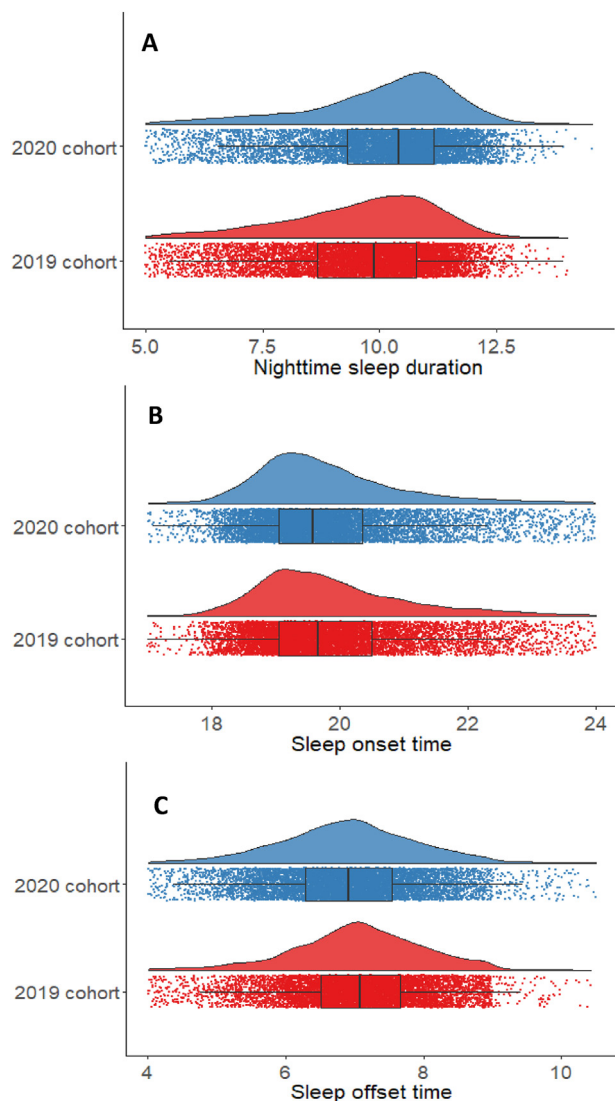 A
2020 cohort
2019 cohort
5.0 7.5 10.0 12.5
Nighttime sleep duration
B
2020 cohort
2019 cohort
18 20 22 24
Sleep onset time
C
2020 cohort
2019 cohort
4 6 8 10
Sleep offset time